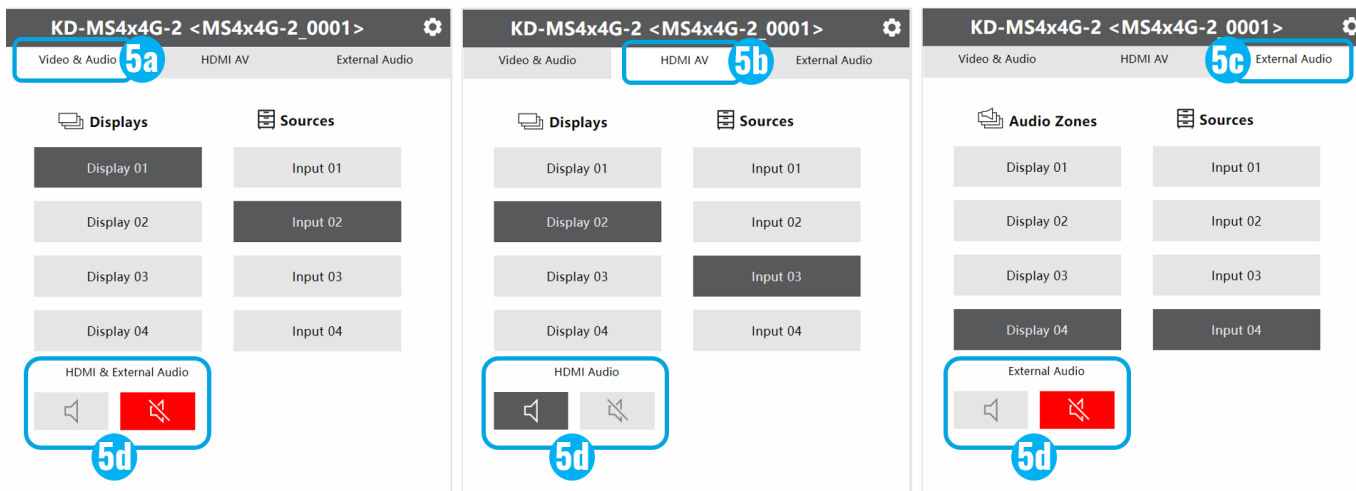 KD-MS4x4G-2 <MS4x4G-2_0001>
Video & Audio 5a HDMI AV External Audio
Displays Sources
Display 01 Input 01
Display 02 Input 02
Display 03 Input 03
Display 04 Input 04
HDMI & External Audio
5d
KD-MS4x4G-2 <MS4x4G-2_0001>
Video & Audio HDMI AV 5b External Audio
Displays Sources
Display 01 Input 01
Display 02 Input 02
Display 03 Input 03
Display 04 Input 04
HDMI Audio
5d
KD-MS4x4G-2 <MS4x4G-2_0001>
Video & Audio HDMI AV 5c External Audio
Audio Zones Sources
Display 01 Input 01
Display 02 Input 02
Display 03 Input 03
Display 04 Input 04
External Audio
5d